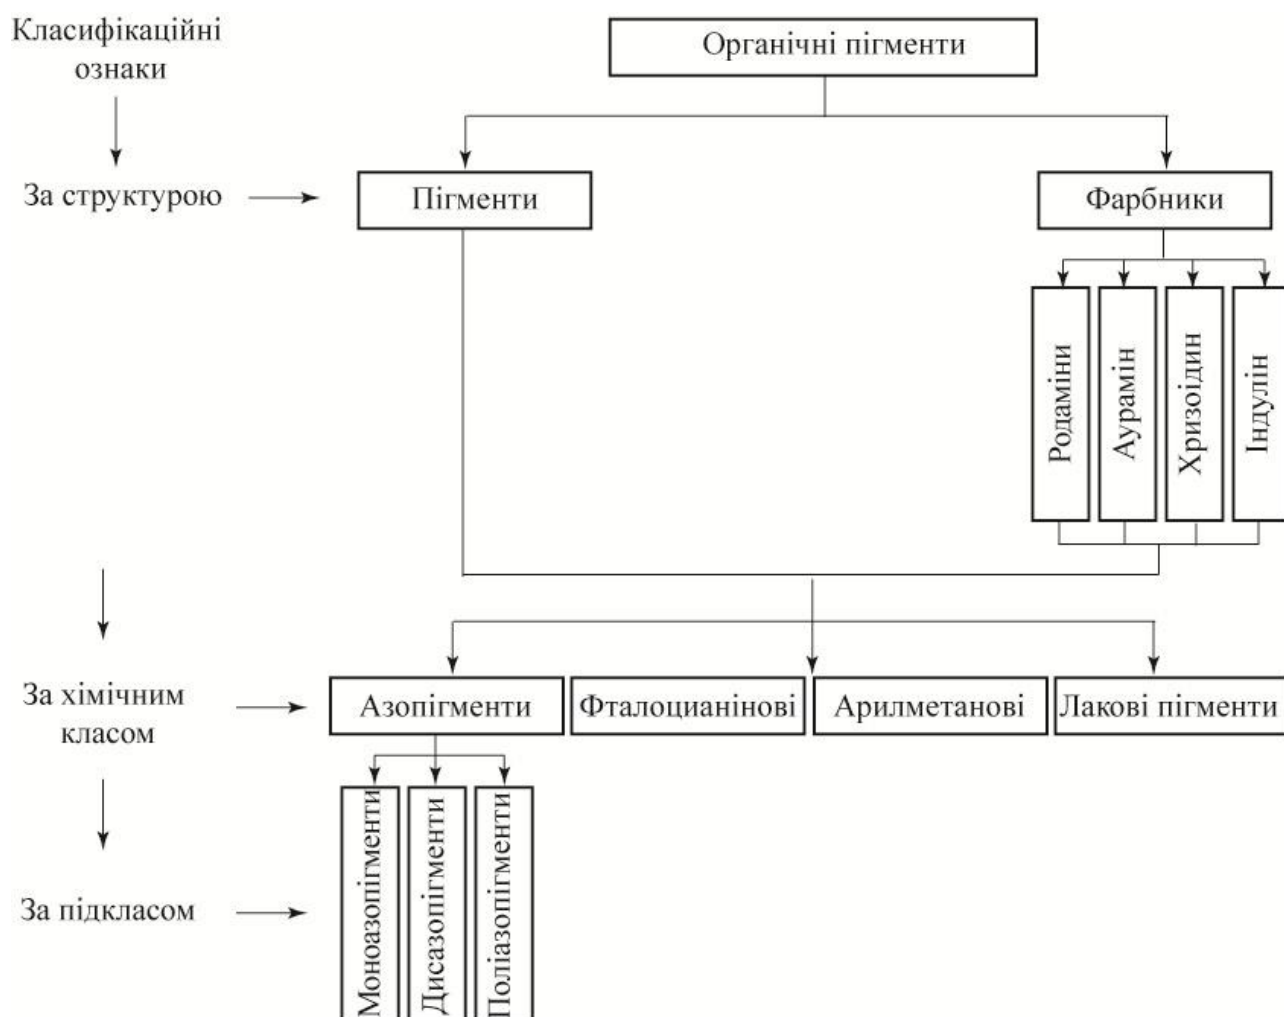 Класифікаційні
ознаки
Органічні пігменти
За структурою
Пігменти
Фарбники
Родаміни
Аурамін
Хризоїдин
Індулін
За хімічним
класом
Азопігменти
Фталоцианінові
Арилметанові
Лакові пігменти
За підкласом
Моноазопігменти
Дисазопігменти
Поліазопігменти